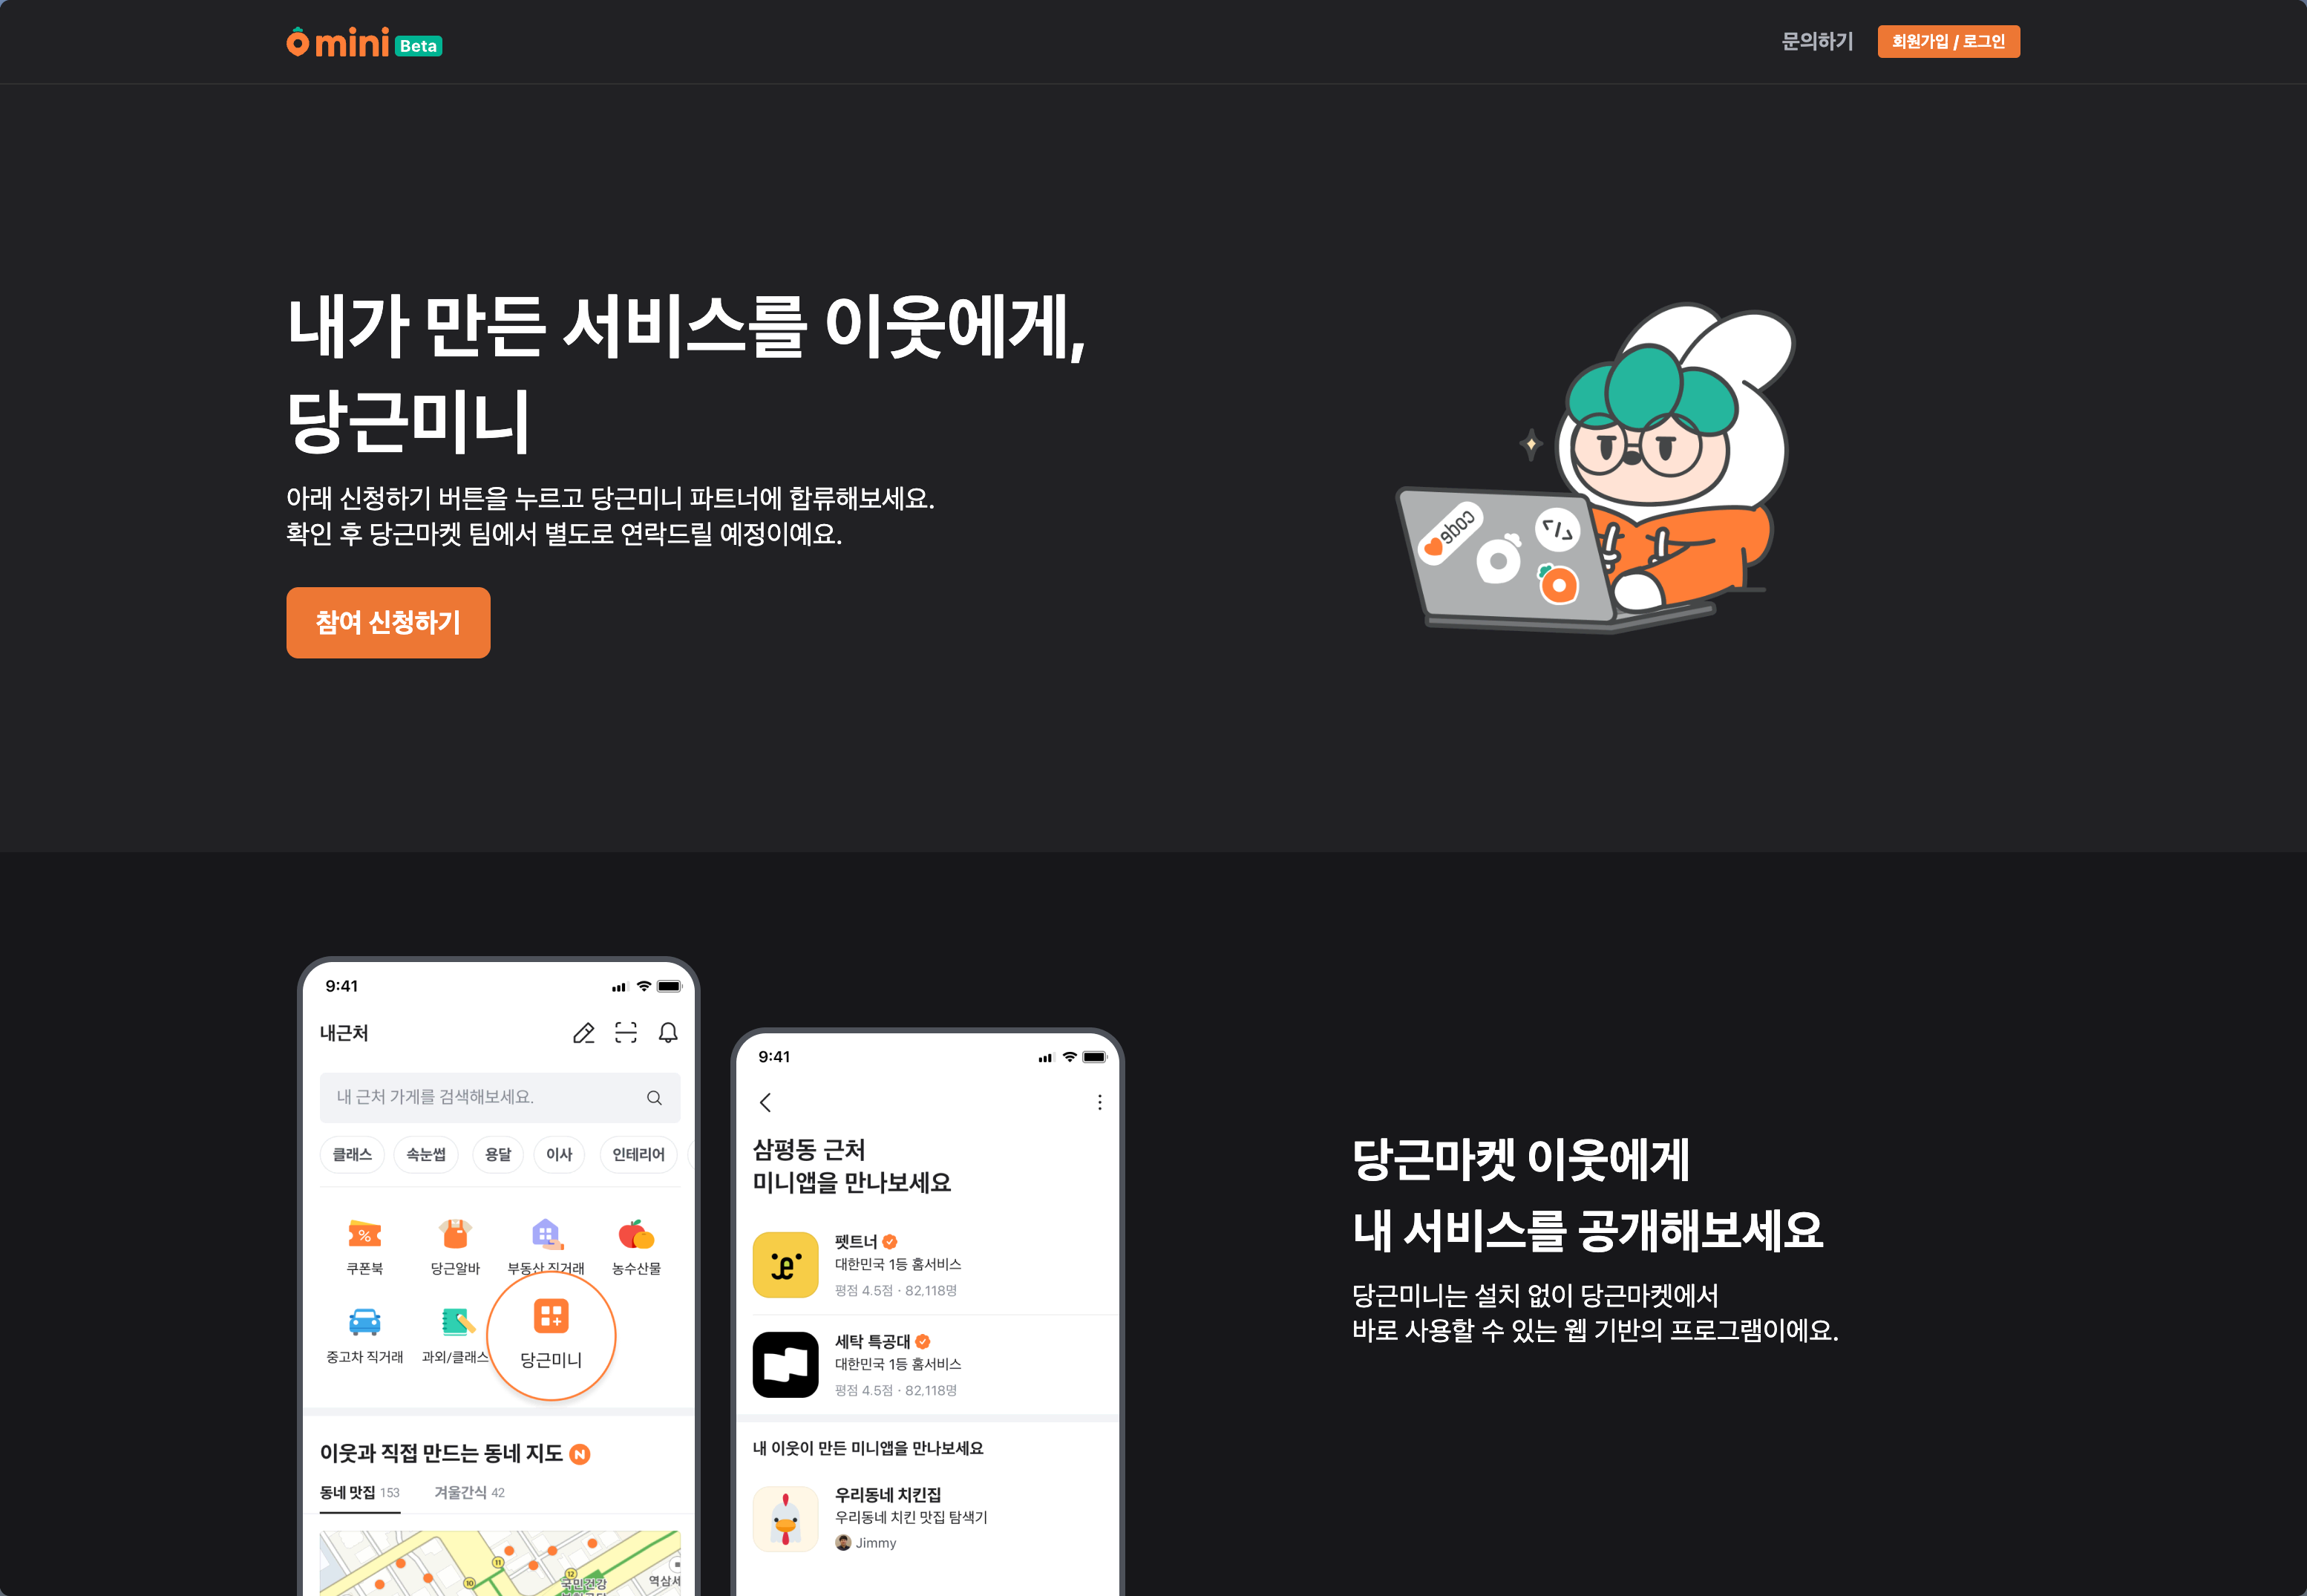 mini Beta
문의하기
회원가입 / 로그인
내가 만든 서비스를 이웃에게,
당근미니
아래 신청하기 버튼을 누르고 당근미니 파트너에 합류해보세요.
확인 후 당근마켓 팀에서 별도로 연락드릴 예정이예요.
참여 신청하기
code
</>
9:41
내근처
내 근처 가게를 검색해보세요.
클래스 속눈썹 용달 이사 인테리어
%
쿠폰북 당근알바 부동산 직거래 농수산물
중고차 직거래 과외/클래스 당근미니
이웃과 직접 만드는 동네 지도 N
동네 맛집 153 겨울간식 42
11
12
10
국민건강
역삼세
9:41
삼평동 근처
미니앱을 만나보세요
펫트너
대한민국 1등 홈서비스
평점 4.5점 · 82,118명
세탁 특공대
대한민국 1등 홈서비스
평점 4.5점 · 82,118명
내 이웃이 만든 미니앱을 만나보세요
우리동네 치킨집
우리동네 치킨 맛집 탐색기
Jimmy
당근마켓 이웃에게
내 서비스를 공개해보세요
당근미니는 설치 없이 당근마켓에서
바로 사용할 수 있는 웹 기반의 프로그램이에요.